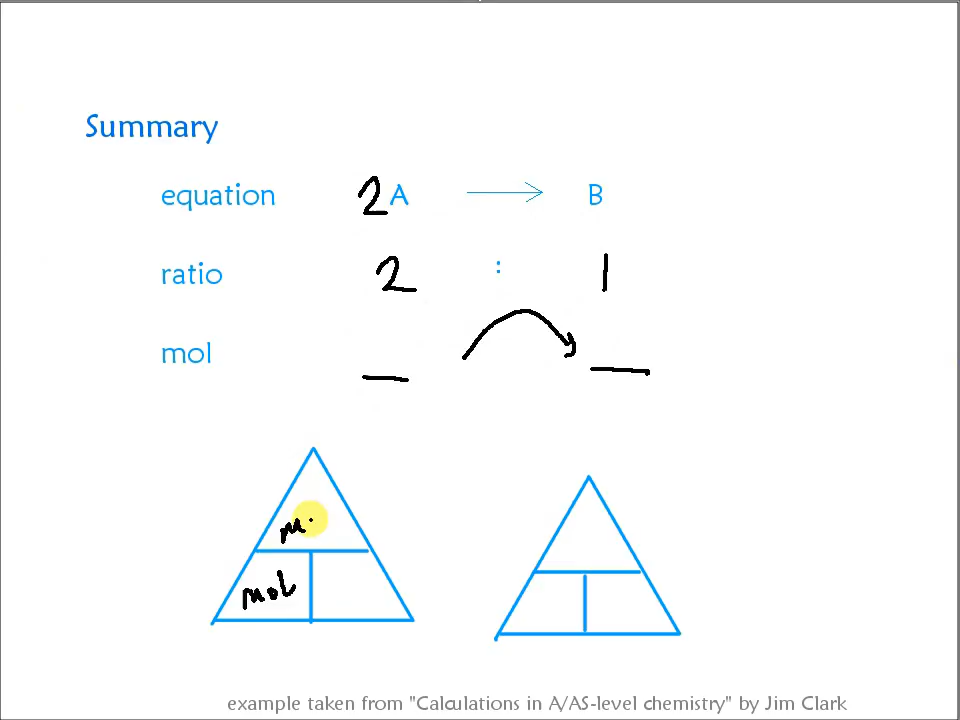 Summary
equation 2A → B
ratio 2 : 1
mol
m
mol
example taken from "Calculations in A/AS-level chemistry" by Jim Clark